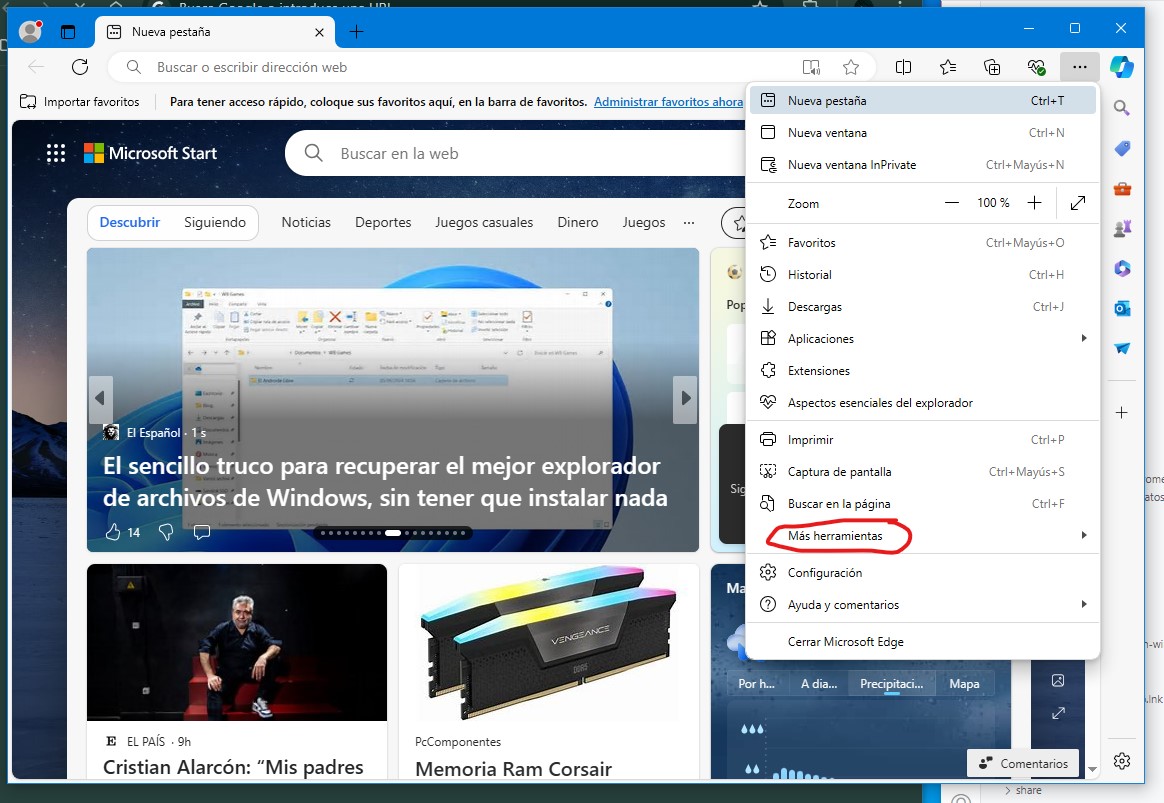 Nueva pestaña
Buscar o escribir dirección web
Importar favoritos
Para tener acceso rápido, coloque sus favoritos aquí, en la barra de favoritos. Administrar favoritos ahora
Microsoft Start
Buscar en la web
Descubrir Siguiendo Noticias Deportes Juegos casuales Dinero Juegos ...
El Español · 1 s
El sencillo truco para recuperar el mejor explorador
de archivos de Windows, sin tener que instalar nada
14
VENGEANCE
DDR5
E EL PAÍS · 9h
Cristian Alarcón: “Mis padres
PcComponentes
Memoria Ram Corsair
Pop
Sig
Ma
Por h... A dia... Precipitaci... Mapa
Comentarios
Nueva pestaña Ctrl+T
Nueva ventana Ctrl+N
Nueva ventana InPrivate Ctrl+Mayús+N
Zoom 100 %
Favoritos Ctrl+Mayús+O
Historial Ctrl+H
Descargas Ctrl+J
Aplicaciones
Extensiones
Aspectos esenciales del explorador
Imprimir Ctrl+P
Captura de pantalla Ctrl+Mayús+S
Buscar en la página Ctrl+F
Más herramientas
Configuración
Ayuda y comentarios
Cerrar Microsoft Edge
share